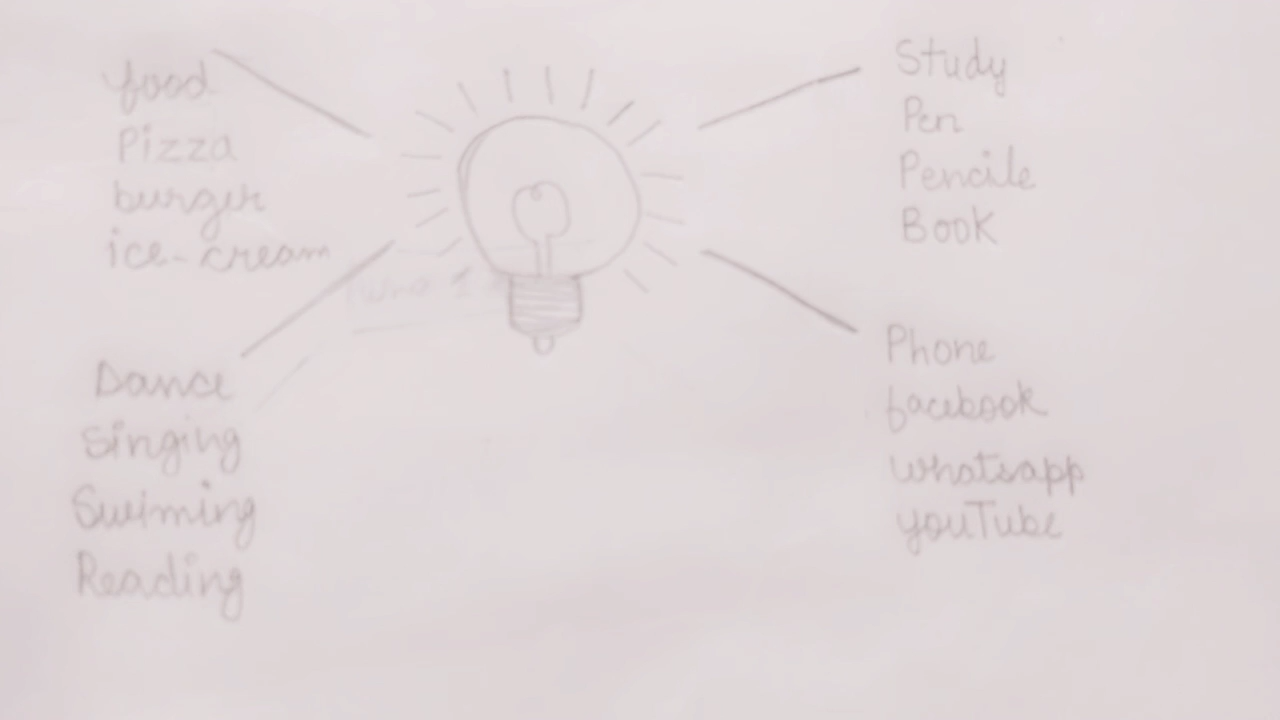 food
Pizza
burger
ice-cream
Dance
Singing
Swiming
Reading
Study
Pen
Pencile
Book
Phone
facebook
whatsapp
youTube